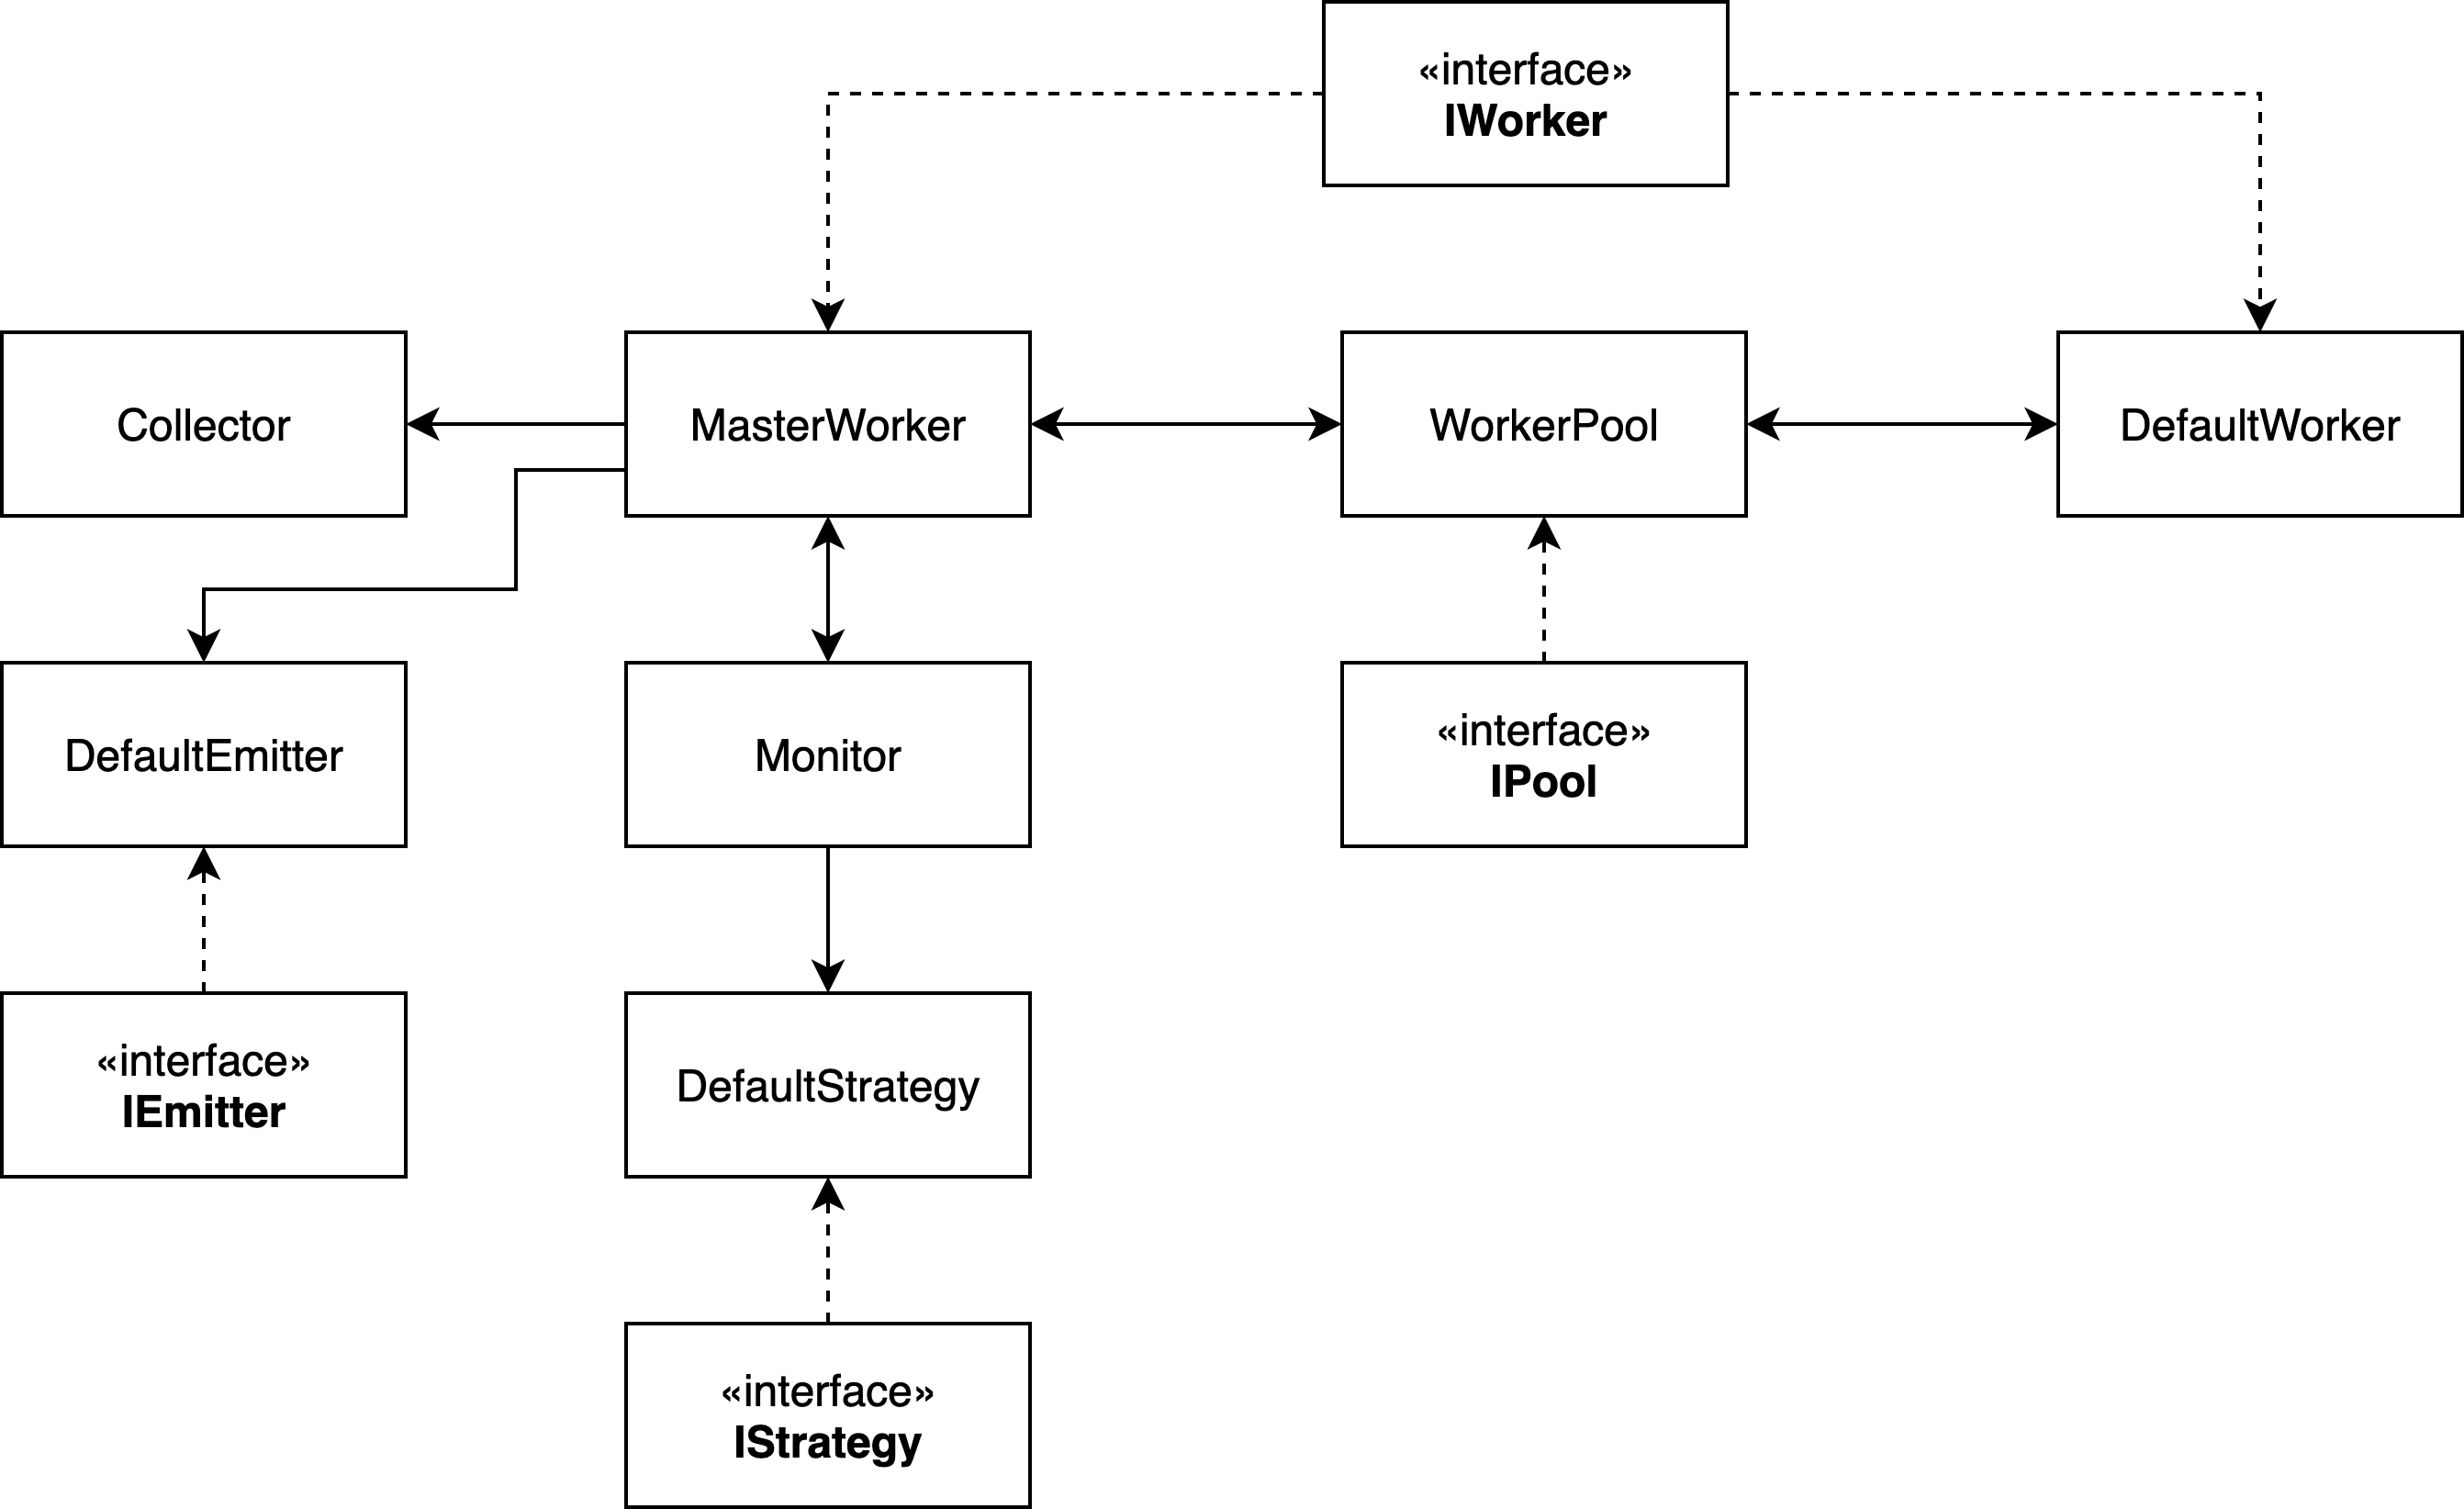 «interface»
IWorker
Collector
MasterWorker
WorkerPool
DefaultWorker
DefaultEmitter
Monitor
«interface»
IPool
«interface»
IEmitter
DefaultStrategy
«interface»
IStrategy